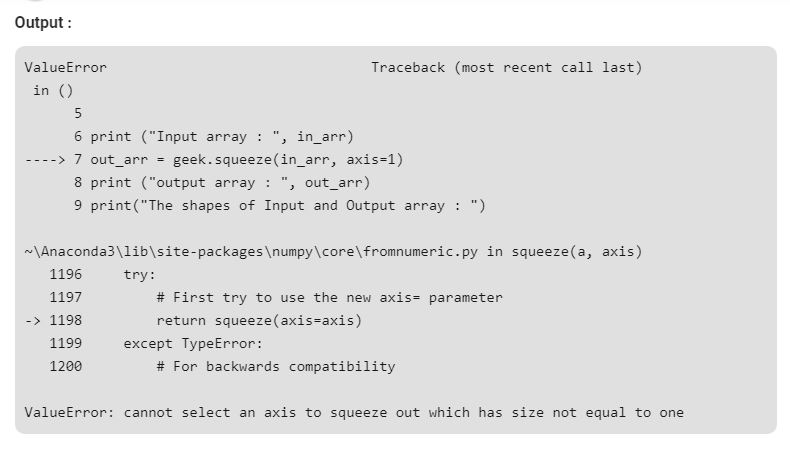 Output :
ValueError                                Traceback (most recent call last)
 in ()
      5
      6 print ("Input array : ", in_arr)
----> 7 out_arr = geek.squeeze(in_arr, axis=1)
      8 print ("output array : ", out_arr)
      9 print("The shapes of Input and Output array : ")
~\Anaconda3\lib\site-packages\numpy\core\fromnumeric.py in squeeze(a, axis)
   1196     try:
   1197         # First try to use the new axis= parameter
-> 1198         return squeeze(axis=axis)
   1199     except TypeError:
   1200         # For backwards compatibility
ValueError: cannot select an axis to squeeze out which has size not equal to one